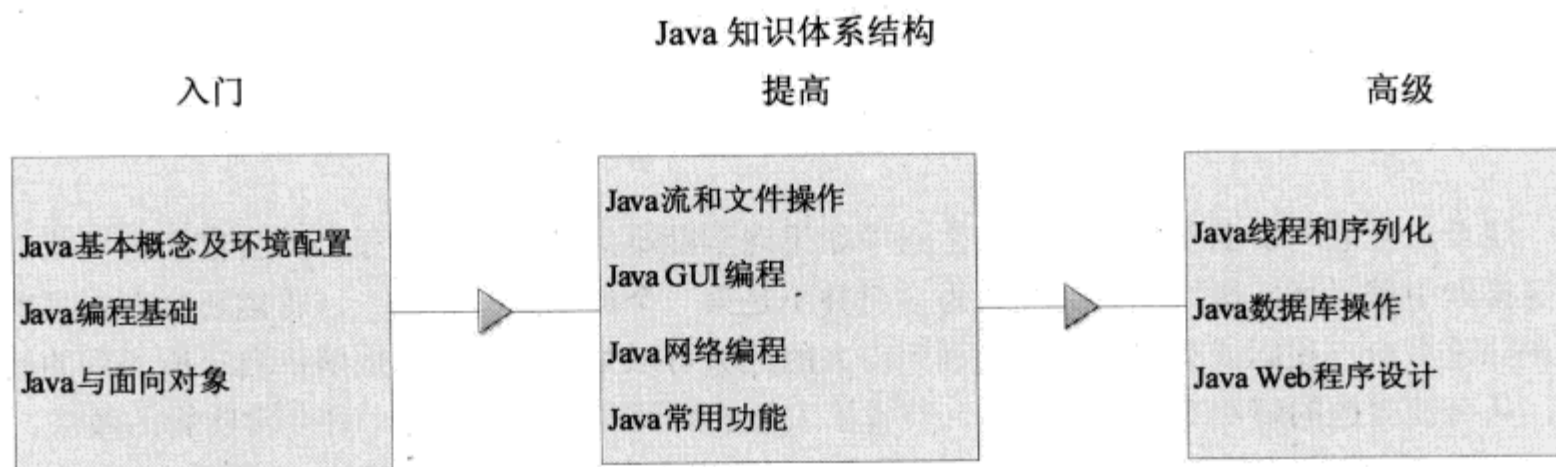 Java 知识体系结构
入门
提高
高级
Java基本概念及环境配置
Java编程基础
Java与面向对象
Java流和文件操作
Java GUI编程
Java网络编程
Java常用功能
Java线程和序列化
Java数据库操作
Java Web程序设计